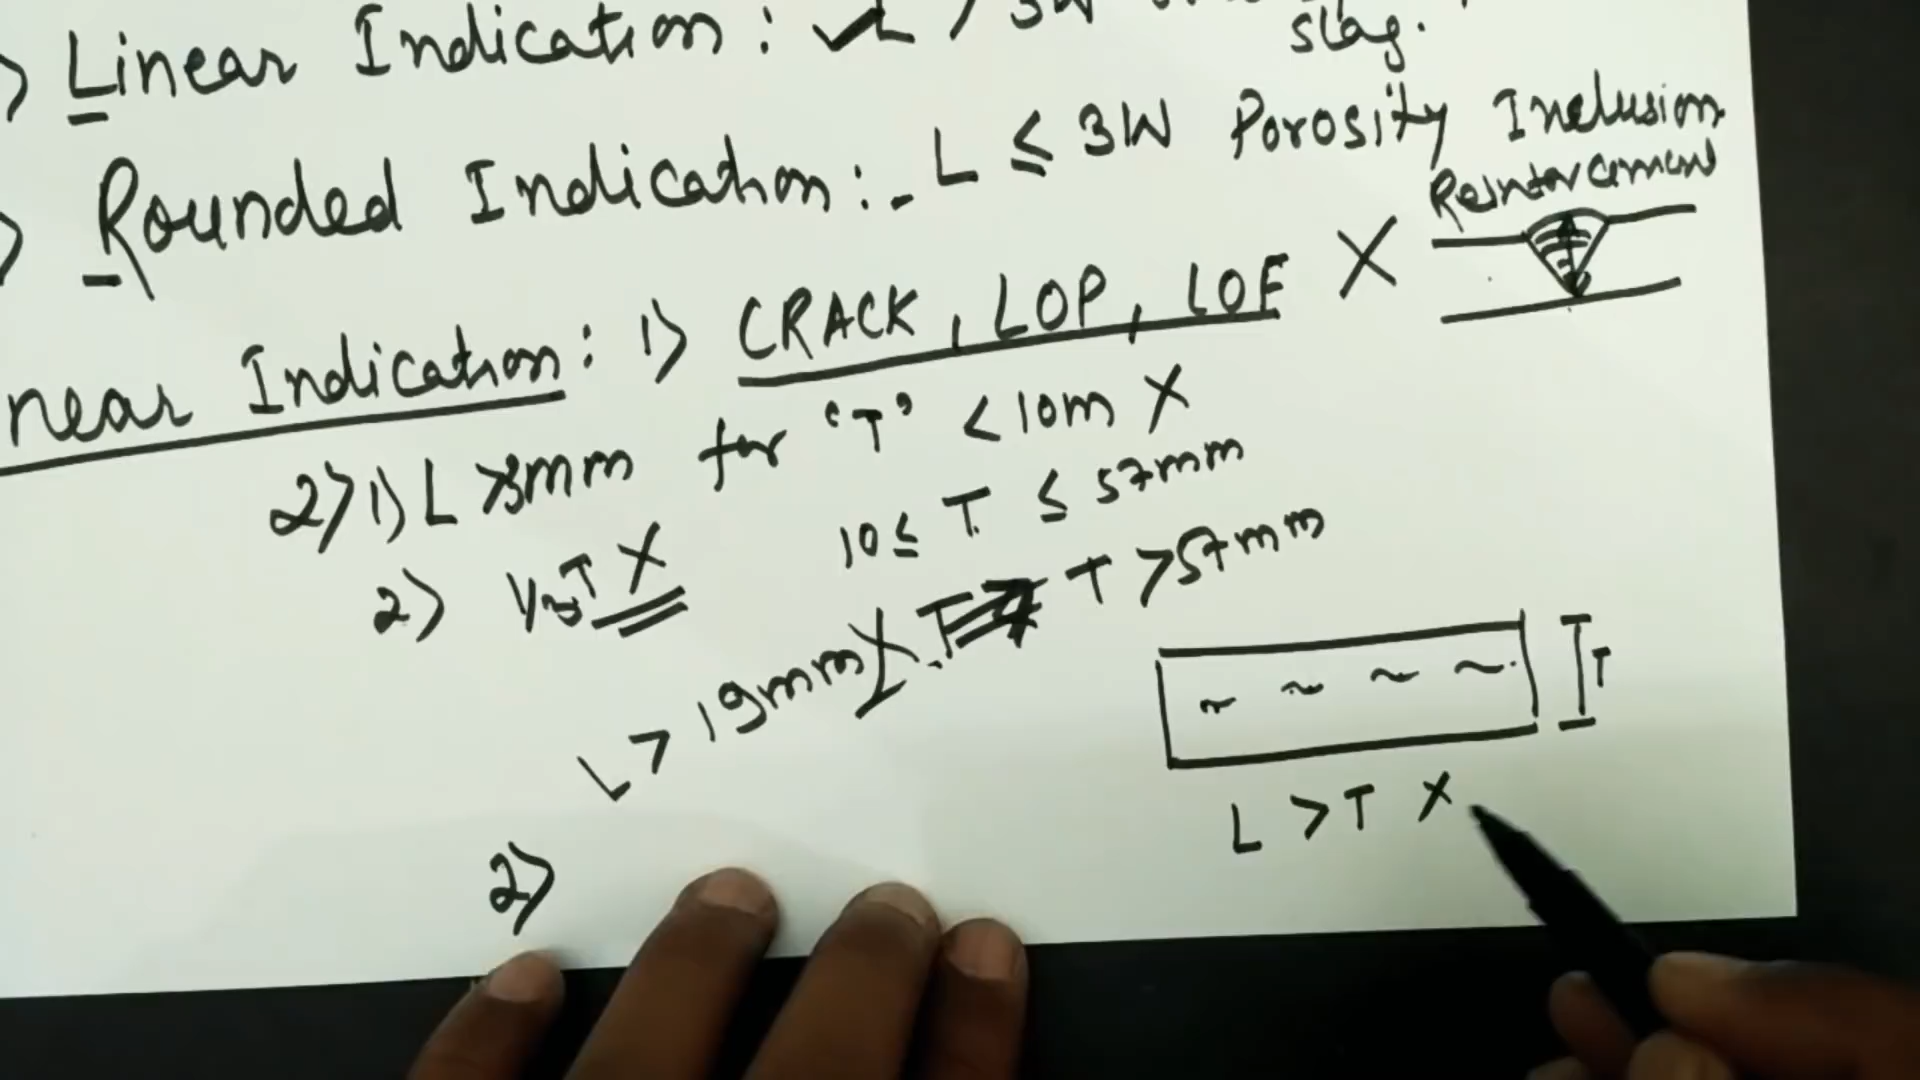 > Linear Indication: ✓L > 3W
slag.
> Rounded Indication:- L ≤ 3W Porosity Inclusion
Reinforcement
near Indication: 1> CRACK, LOP, LOF X
2> 1) L > 3mm for 'T' < 10m X
2> 1/3T X 10 ≤ T ≤ 57mm
L > 19mm X T > 57mm
T
L > T X
2>